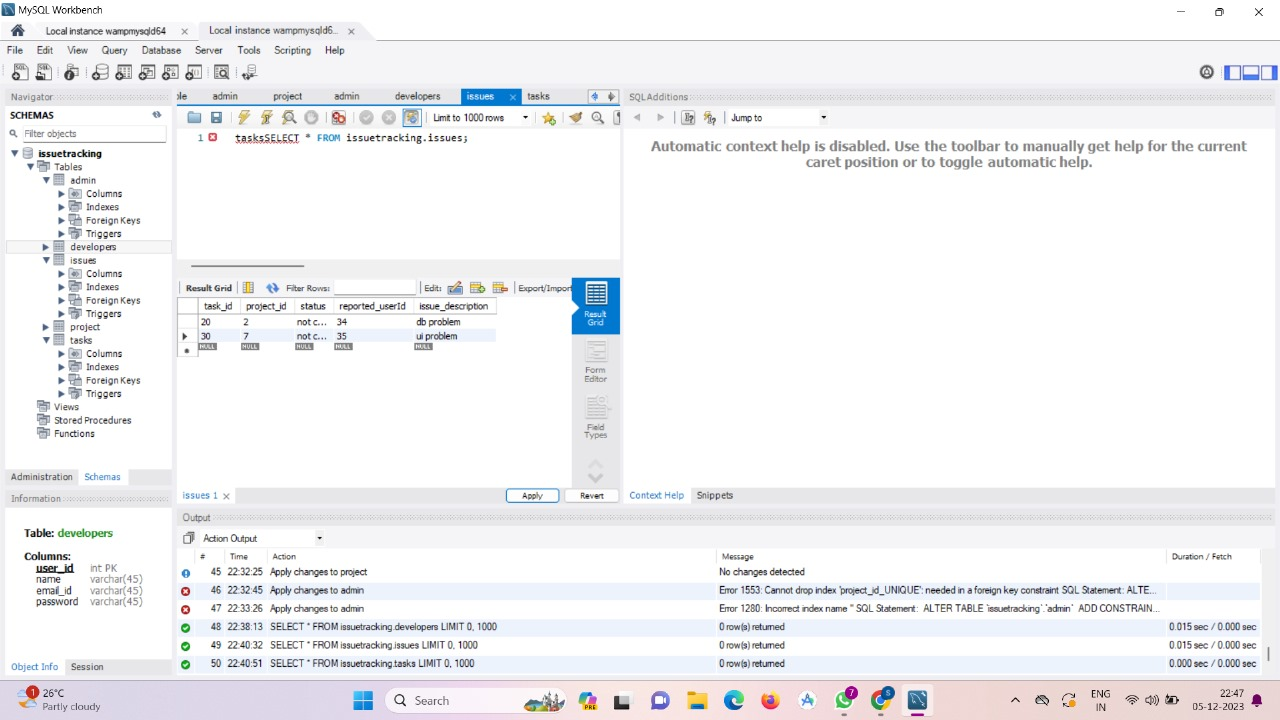 MySQL Workbench
Local instance wampmysqld64 × Local instance wampmysqld6... ×
File Edit View Query Database Server Tools Scripting Help
Navigator
SCHEMAS
Filter objects
issuetracking
Tables
admin
Columns
Indexes
Foreign Keys
Triggers
developers
issues
Columns
Indexes
Foreign Keys
Triggers
project
tasks
Columns
Indexes
Foreign Keys
Triggers
Views
Stored Procedures
Functions
Administration Schemas
Information
Table: developers
Columns:
user_id int PK
name varchar(45)
email_id varchar(45)
password varchar(45)
Object Info Session
ole admin project admin developers issues × tasks
Limit to 1000 rows
1 tasksSELECT * FROM issuetracking.issues;
Result Grid Filter Rows: Edit: Export/Import
task_id project_id status reported_userId issue_description
20 2 not c... 34 db problem
30 7 not c... 35 ui problem
NULL NULL NULL NULL NULL
Result Grid
Form Editor
Field Types
issues 1 × Apply Revert
SQLAdditions
Jump to
Automatic context help is disabled. Use the toolbar to manually get help for the current
caret position or to toggle automatic help.
Context Help Snippets
Output
Action Output
# Time Action Message Duration / Fetch
45 22:32:25 Apply changes to project No changes detected
46 22:32:45 Apply changes to admin Error 1553: Cannot drop index 'project_id_UNIQUE': needed in a foreign key constraint SQL Statement: ALTE...
47 22:33:26 Apply changes to admin Error 1280: Incorrect index name '' SQL Statement: ALTER TABLE `issuetracking`.`admin` ADD CONSTRAIN...
48 22:38:13 SELECT * FROM issuetracking.developers LIMIT 0, 1000 0 row(s) returned 0.015 sec / 0.000 sec
49 22:40:32 SELECT * FROM issuetracking.issues LIMIT 0, 1000 0 row(s) returned 0.015 sec / 0.000 sec
50 22:40:51 SELECT * FROM issuetracking.tasks LIMIT 0, 1000 0 row(s) returned 0.000 sec / 0.000 sec
1 26°C
Partly cloudy
Search
PRE
7
S
ENG
IN
22:47
05-12-2023